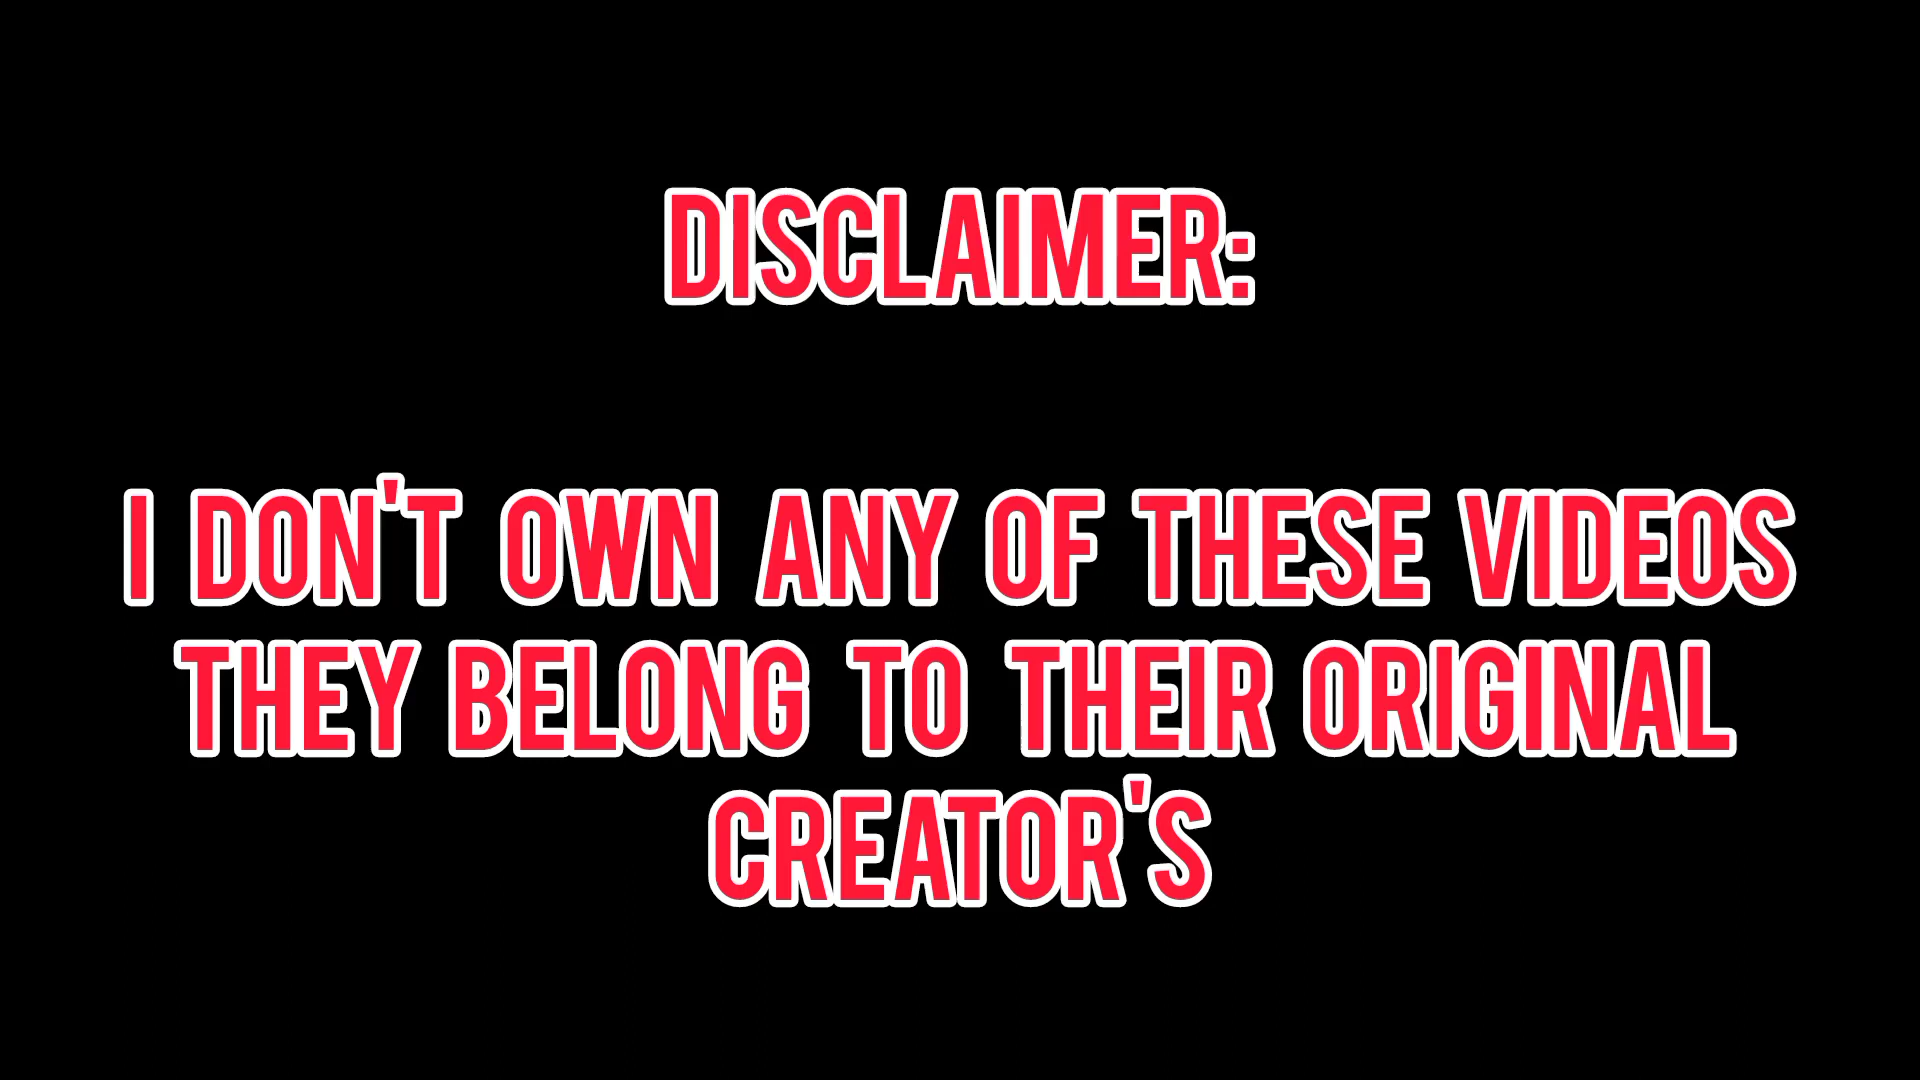 DISCLAIMER:
I DON'T OWN ANY OF THESE VIDEOS
THEY BELONG TO THEIR ORIGINAL
CREATOR'S